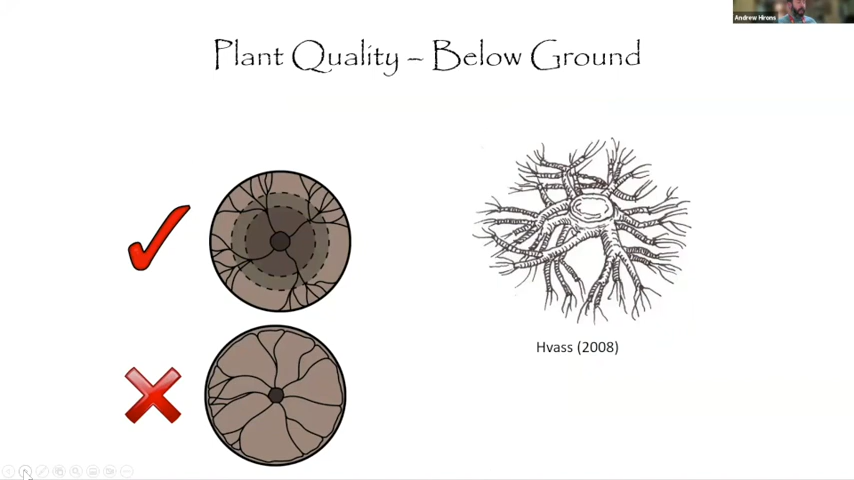 Andrew Hirons
Plant Quality – Below Ground
Hvass (2008)